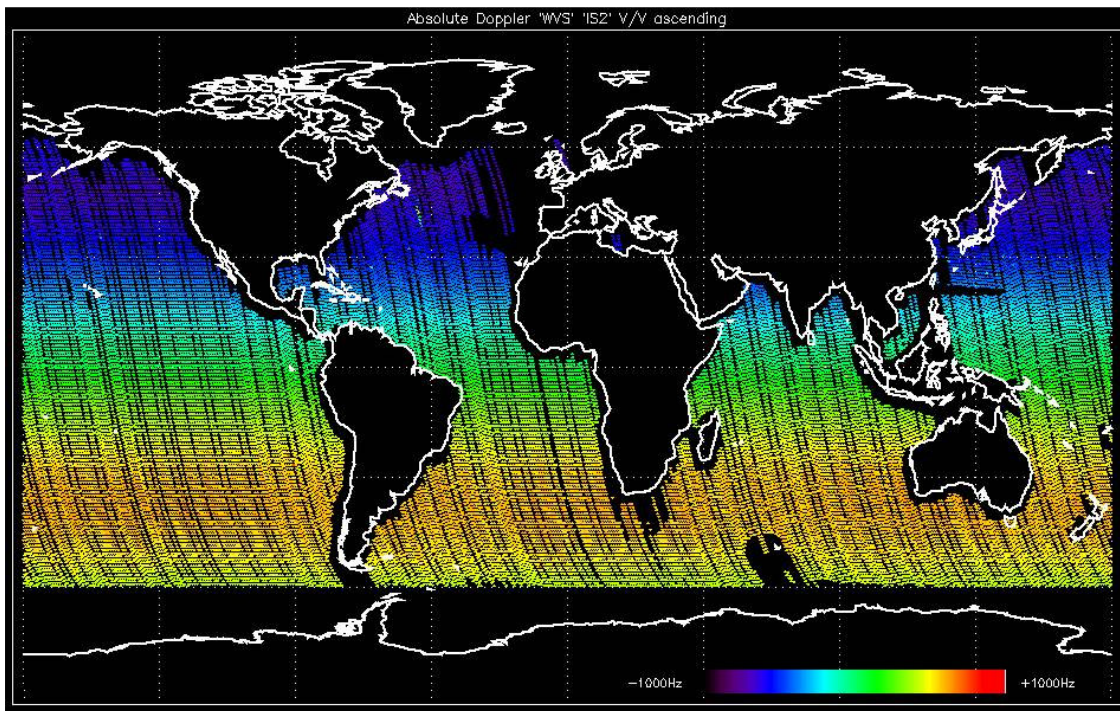 Absolute Doppler 'WVS' 'IS2' V/V ascending
-1000Hz +1000Hz